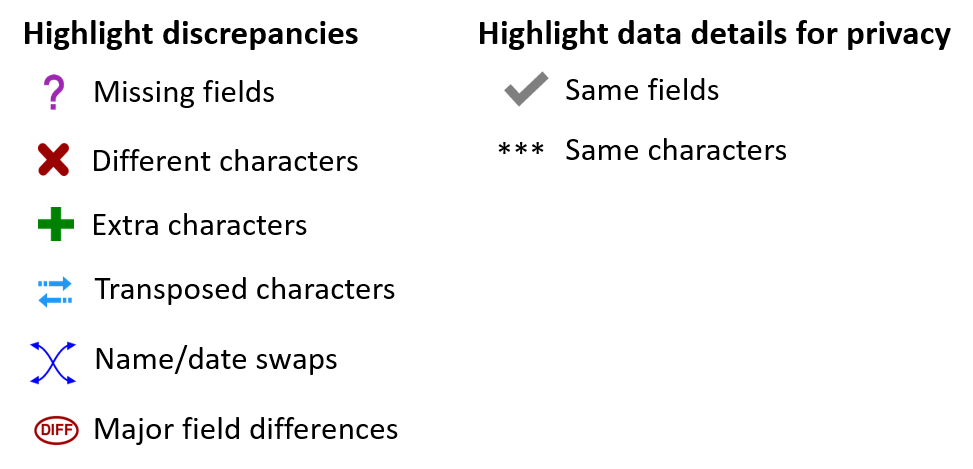 Highlight discrepancies
? Missing fields
Different characters
Extra characters
Transposed characters
Name/date swaps
DIFF Major field differences
Highlight data details for privacy
Same fields
*** Same characters